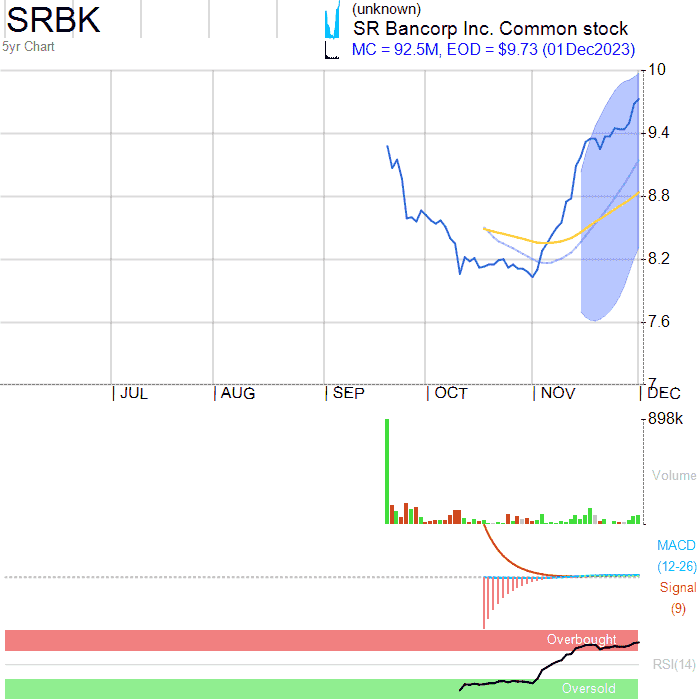 SRBK
5yr Chart
(unknown)
SR Bancorp Inc. Common stock
MC = 92.5M, EOD = $9.73 (01Dec2023)
10
9.4
8.8
8.2
7.6
7
JUL AUG SEP OCT NOV DEC
898k
Volume
MACD
(12-26)
Signal
(9)
Overbought
RSI(14)
Oversold